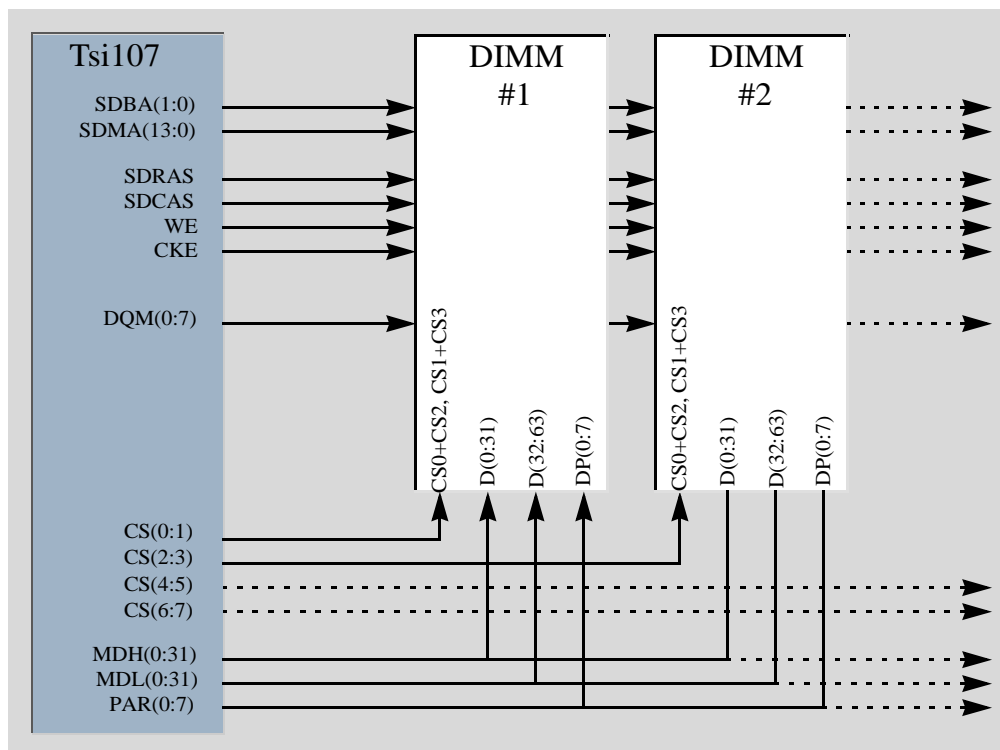 Tsi107
SDBA(1:0)
SDMA(13:0)
SDRAS
SDCAS
WE
CKE
DQM(0:7)
CS(0:1)
CS(2:3)
CS(4:5)
CS(6:7)
MDH(0:31)
MDL(0:31)
PAR(0:7)
DIMM
#1
CS0+CS2, CS1+CS3
D(0:31)
D(32:63)
DP(0:7)
DIMM
#2
CS0+CS2, CS1+CS3
D(0:31)
D(32:63)
DP(0:7)